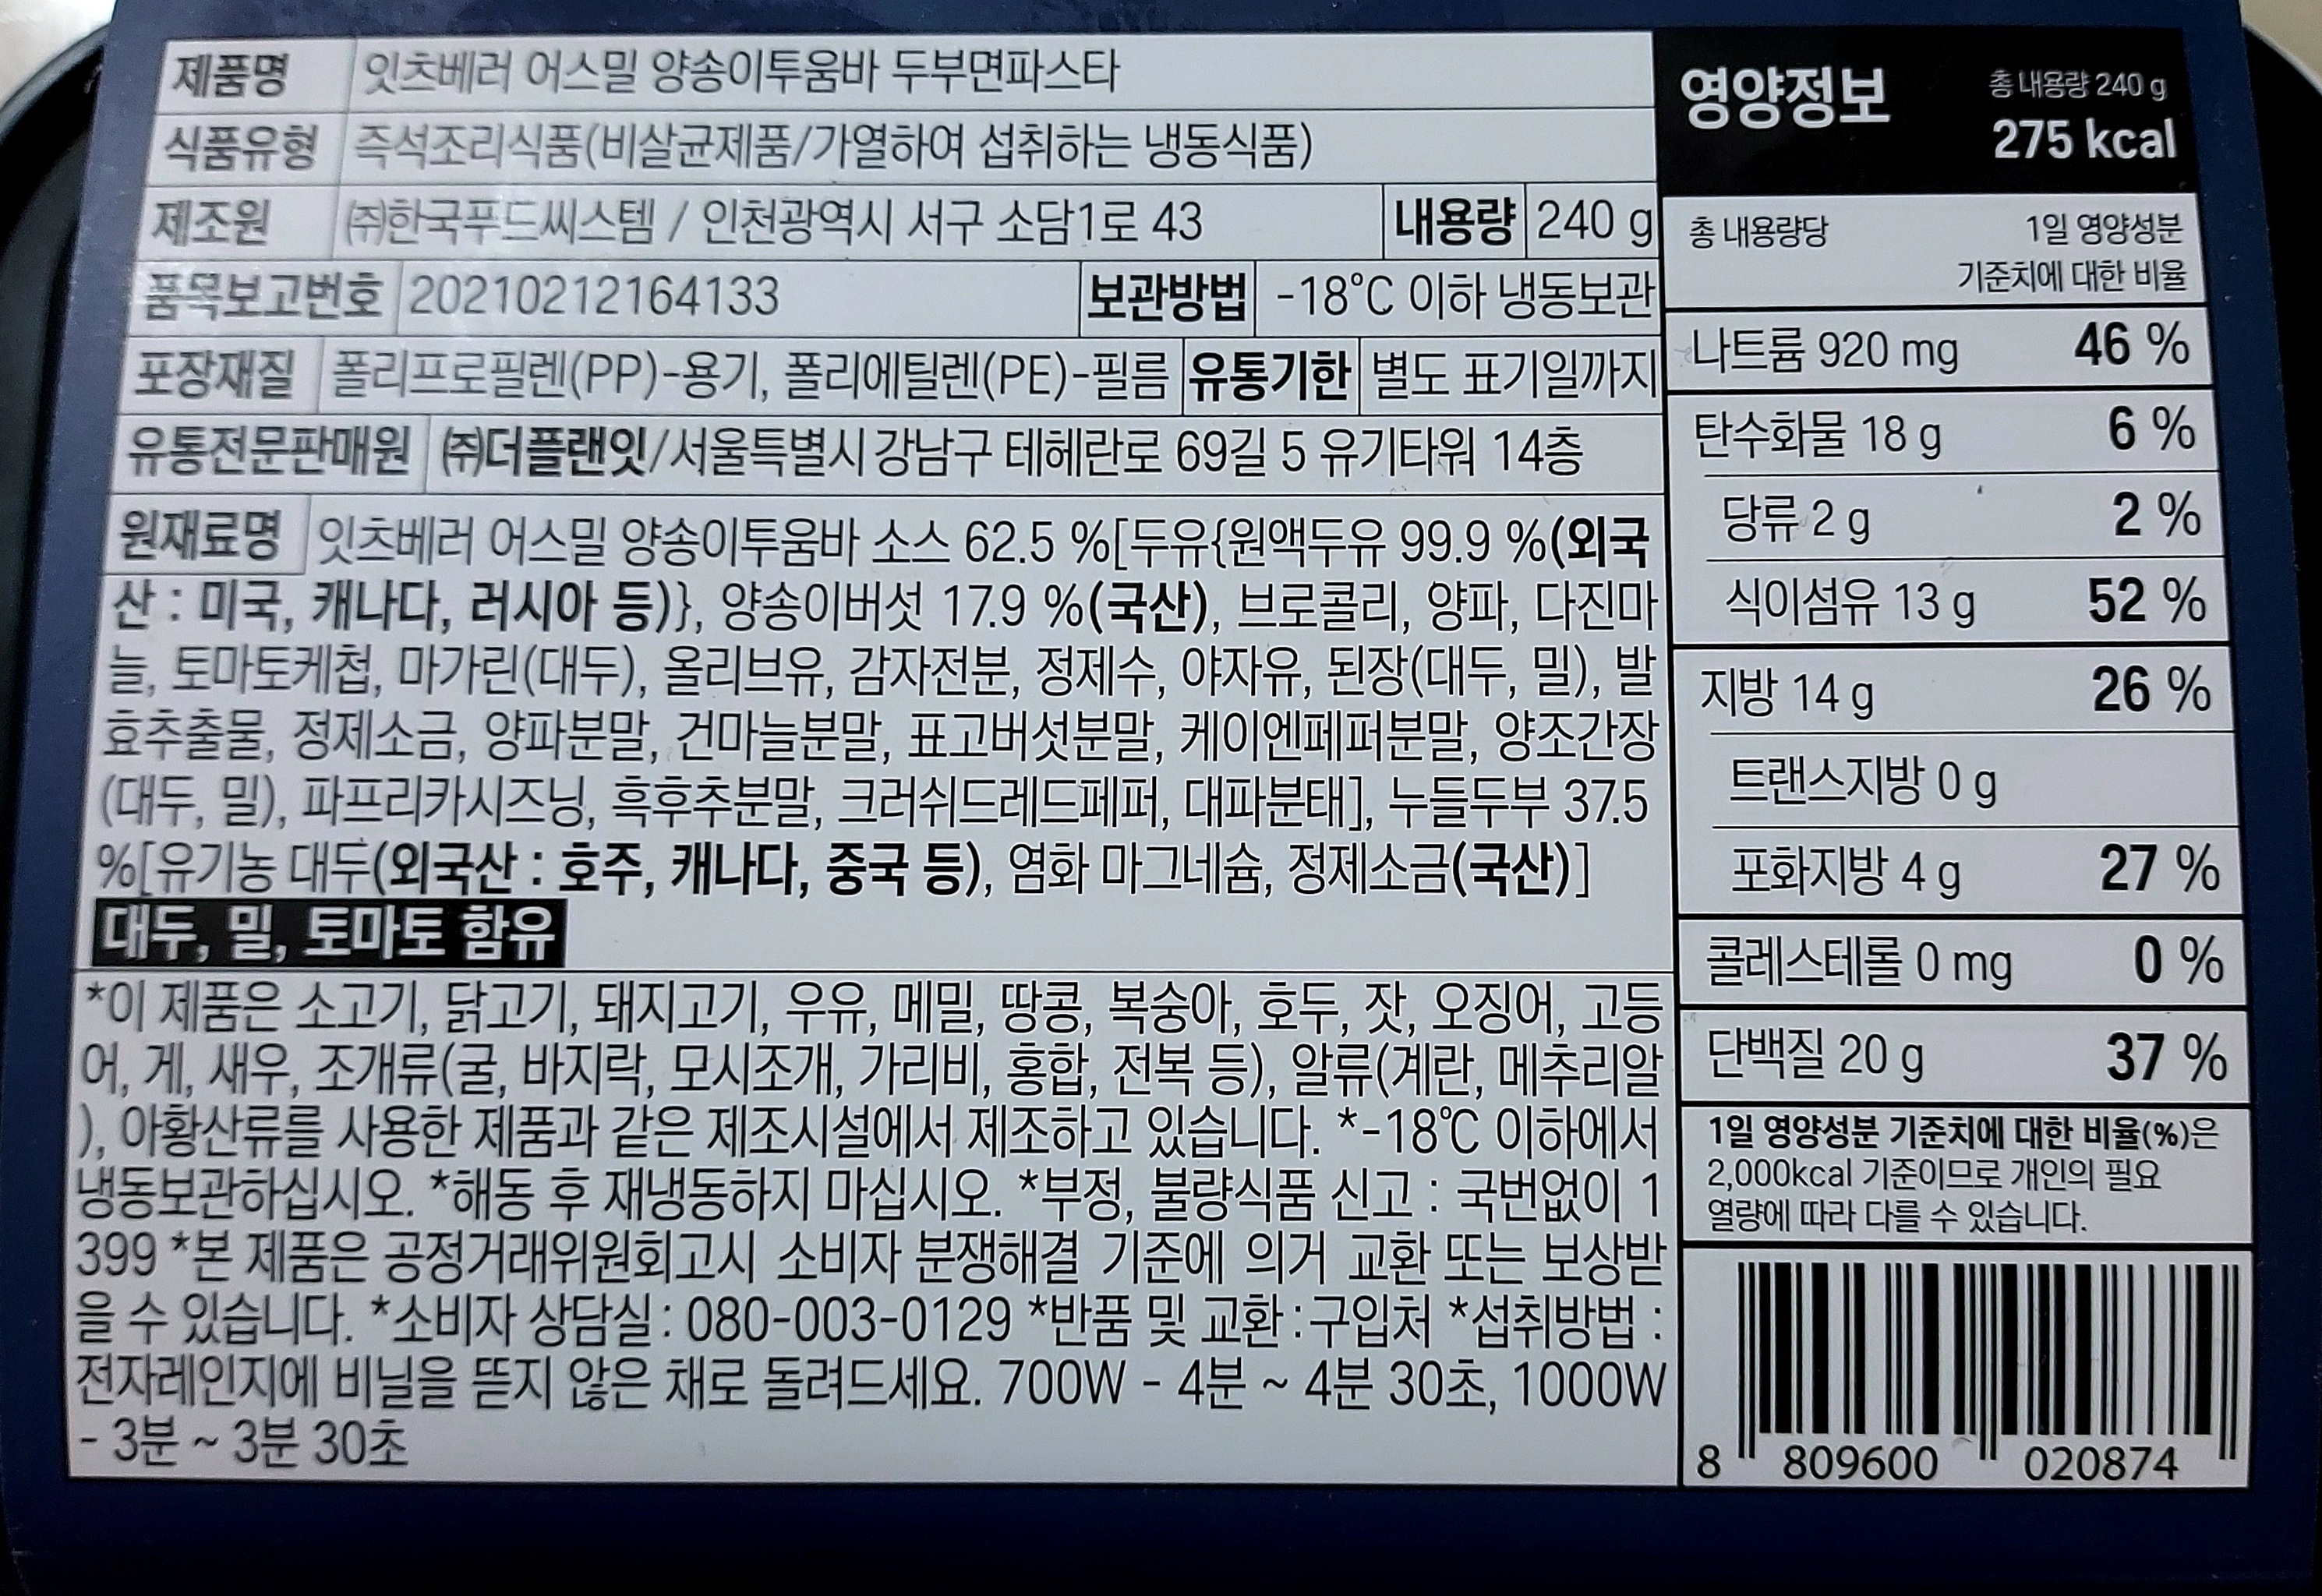 제품명 잇츠베러 어스밀 양송이투움바 두부면파스타
식품유형 즉석조리식품(비살균제품/가열하여 섭취하는 냉동식품)
제조원 ㈜한국푸드씨스템 / 인천광역시 서구 소담1로 43 내용량 240 g
품목보고번호 20210212164133 보관방법 -18℃ 이하 냉동보관
포장재질 폴리프로필렌(PP)-용기, 폴리에틸렌(PE)-필름 유통기한 별도 표기일까지
유통전문판매원 ㈜더플랜잇/서울특별시 강남구 테헤란로 69길 5 유기타워 14층
원재료명 잇츠베러 어스밀 양송이투움바 소스 62.5 %[두유{원액두유 99.9 %(외국
산 : 미국, 캐나다, 러시아 등)}, 양송이버섯 17.9 %(국산), 브로콜리, 양파, 다진마
늘, 토마토케첩, 마가린(대두), 올리브유, 감자전분, 정제수, 야자유, 된장(대두, 밀), 발
효추출물, 정제소금, 양파분말, 건마늘분말, 표고버섯분말, 케이엔페퍼분말, 양조간장
(대두, 밀), 파프리카시즈닝, 흑후추분말, 크러쉬드레드페퍼, 대파분태], 누들두부 37.5
%[유기농 대두(외국산 : 호주, 캐나다, 중국 등), 염화 마그네슘, 정제소금(국산)]
대두, 밀, 토마토 함유
*이 제품은 소고기, 닭고기, 돼지고기, 우유, 메밀, 땅콩, 복숭아, 호두, 잣, 오징어, 고등
어, 게, 새우, 조개류(굴, 바지락, 모시조개, 가리비, 홍합, 전복 등), 알류(계란, 메추리알
), 아황산류를 사용한 제품과 같은 제조시설에서 제조하고 있습니다. *-18℃ 이하에서
냉동보관하십시오. *해동 후 재냉동하지 마십시오. *부정, 불량식품 신고 : 국번없이 1
399 *본 제품은 공정거래위원회고시 소비자 분쟁해결 기준에 의거 교환 또는 보상받
을 수 있습니다. *소비자 상담실 : 080-003-0129 *반품 및 교환 : 구입처 *섭취방법 :
전자레인지에 비닐을 뜯지 않은 채로 돌려드세요. 700W - 4분 ~ 4분 30초, 1000W
- 3분 ~ 3분 30초
영양정보
총 내용량 240 g
275 kcal
총 내용량당 1일 영양성분
기준치에 대한 비율
나트륨 920 mg 46 %
탄수화물 18 g 6 %
당류 2 g 2 %
식이섬유 13 g 52 %
지방 14 g 26 %
트랜스지방 0 g
포화지방 4 g 27 %
콜레스테롤 0 mg 0 %
단백질 20 g 37 %
1일 영양성분 기준치에 대한 비율(%)은
2,000kcal 기준이므로 개인의 필요
열량에 따라 다를 수 있습니다.
8 809600 020874